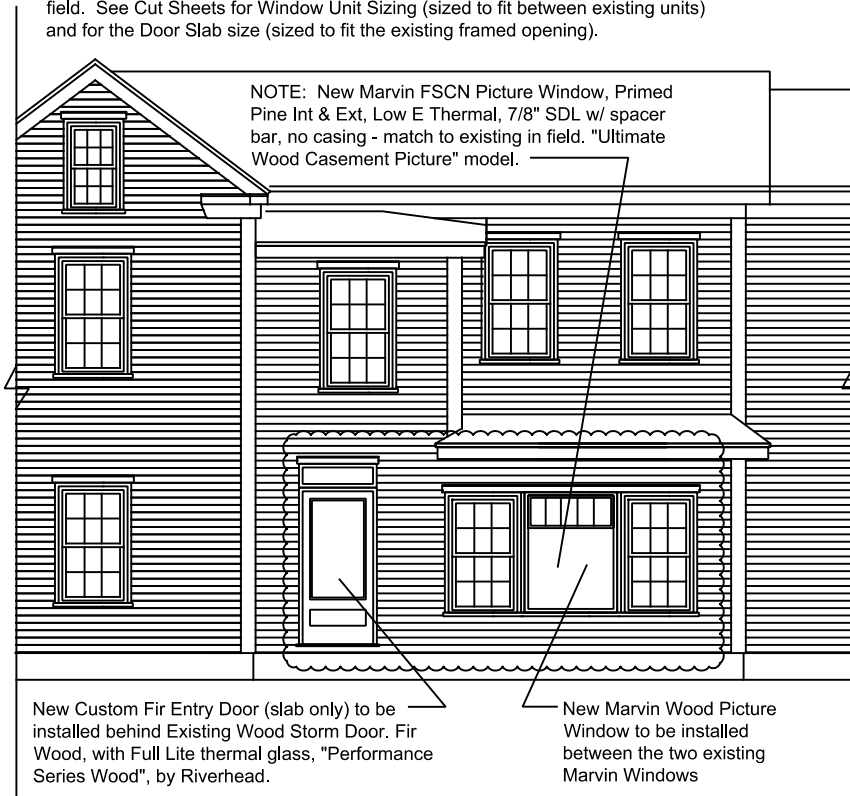 field. See Cut Sheets for Window Unit Sizing (sized to fit between existing units)
and for the Door Slab size (sized to fit the existing framed opening).
NOTE: New Marvin FSCN Picture Window, Primed
Pine Int & Ext, Low E Thermal, 7/8" SDL w/ spacer
bar, no casing - match to existing in field. "Ultimate
Wood Casement Picture" model.
New Custom Fir Entry Door (slab only) to be
installed behind Existing Wood Storm Door. Fir
Wood, with Full Lite thermal glass, "Performance
Series Wood", by Riverhead.
New Marvin Wood Picture
Window to be installed
between the two existing
Marvin Windows